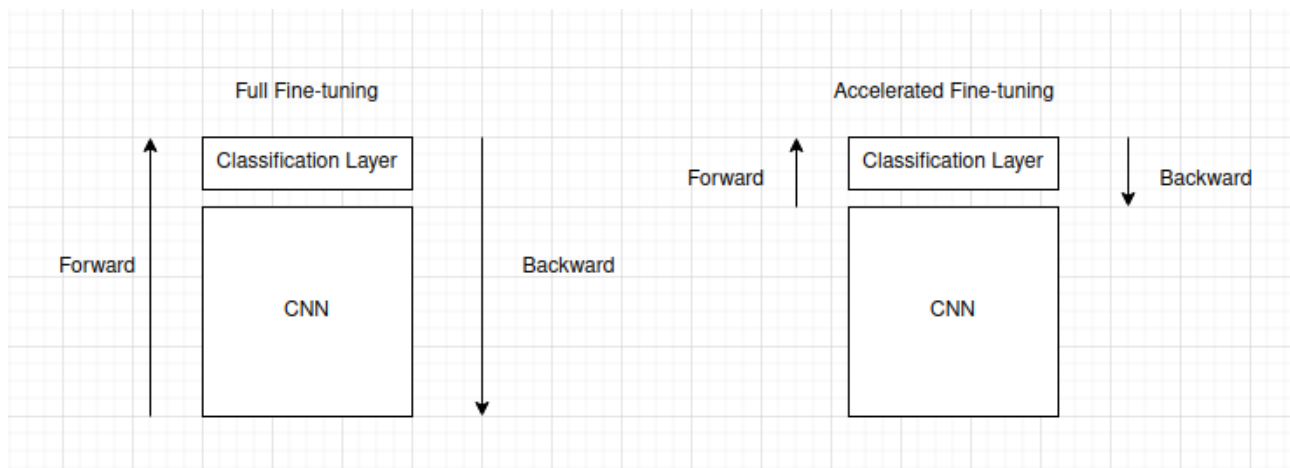 Full Fine-tuning
Classification Layer
Forward
Backward
CNN
Accelerated Fine-tuning
Classification Layer
Forward
Backward
CNN